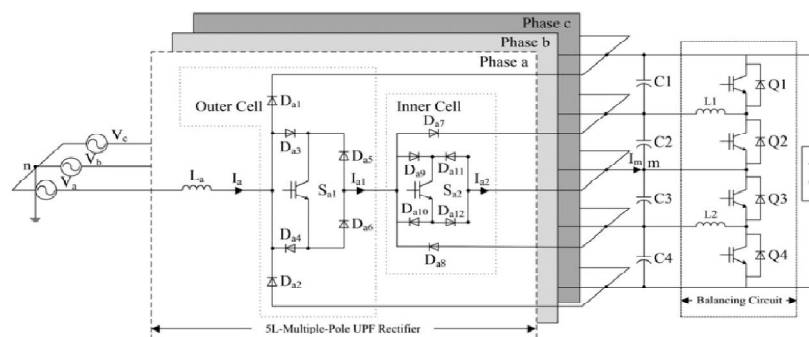 Phase c
Phase b
Phase a
Outer Cell
Inner Cell
Da1
Da7
C1
Q1
L1
Vc
Da3
Da5
Da9
Da11
C2
Q2
n
Vb
La
Ia
Sa1
Ia1
Sa2
Ia2
Im
m
Va
Da10
Da12
C3
Q3
Da4
Da6
L2
Da8
Da2
C4
Q4
5L-Multiple-Pole UPF Rectifier
Balancing Circuit